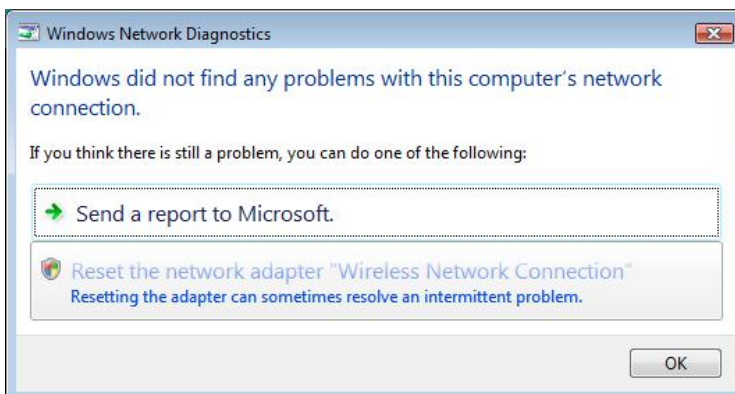 Windows Network Diagnostics
Windows did not find any problems with this computer's network
connection.
If you think there is still a problem, you can do one of the following:
Send a report to Microsoft.
Reset the network adapter "Wireless Network Connection"
Resetting the adapter can sometimes resolve an intermittent problem.
OK